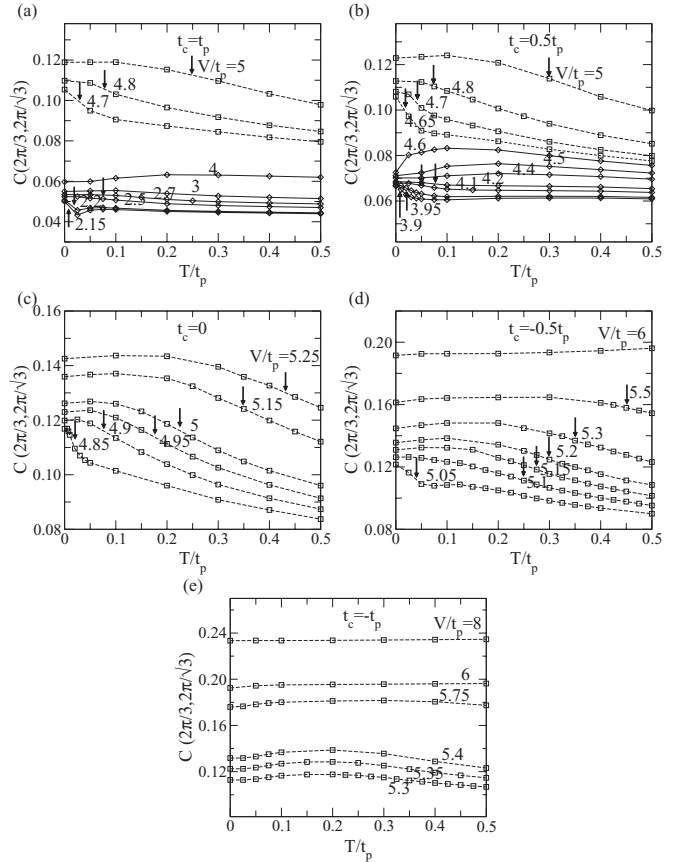 (a)
t_c=t_p
V/t_p=5
4.8
4.7
4
3
2.7
2.5
2.15
C(2π/3,2π/√3)
0.12
0.10
0.08
0.06
0.04
0 0.1 0.2 0.3 0.4 0.5
T/t_p
(b)
t_c=0.5t_p
V/t_p=5
4.8
4.7
4.65
4.6
4.5
4.4
4.2
4.1
3.95
3.9
C(2π/3,2π/√3)
0.12
0.10
0.08
0.06
0 0.1 0.2 0.3 0.4 0.5
T/t_p
(c)
t_c=0
V/t_p=5.25
5.15
5
4.95
4.9
4.85
C (2π/3,2π/√3)
0.16
0.14
0.12
0.10
0.08
0 0.1 0.2 0.3 0.4 0.5
T/t_p
(d)
t_c=-0.5t_p
V/t_p=6
5.5
5.3
5.2
5.15
5.1
5.05
C (2π/3,2π/√3)
0.20
0.16
0.12
0.08
0 0.1 0.2 0.3 0.4 0.5
T/t_p
(e)
t_c=-t_p
V/t_p=8
6
5.75
5.4
5.35
5.3
C (2π/3,2π/√3)
0.24
0.20
0.16
0.12
0 0.1 0.2 0.3 0.4 0.5
T/t_p